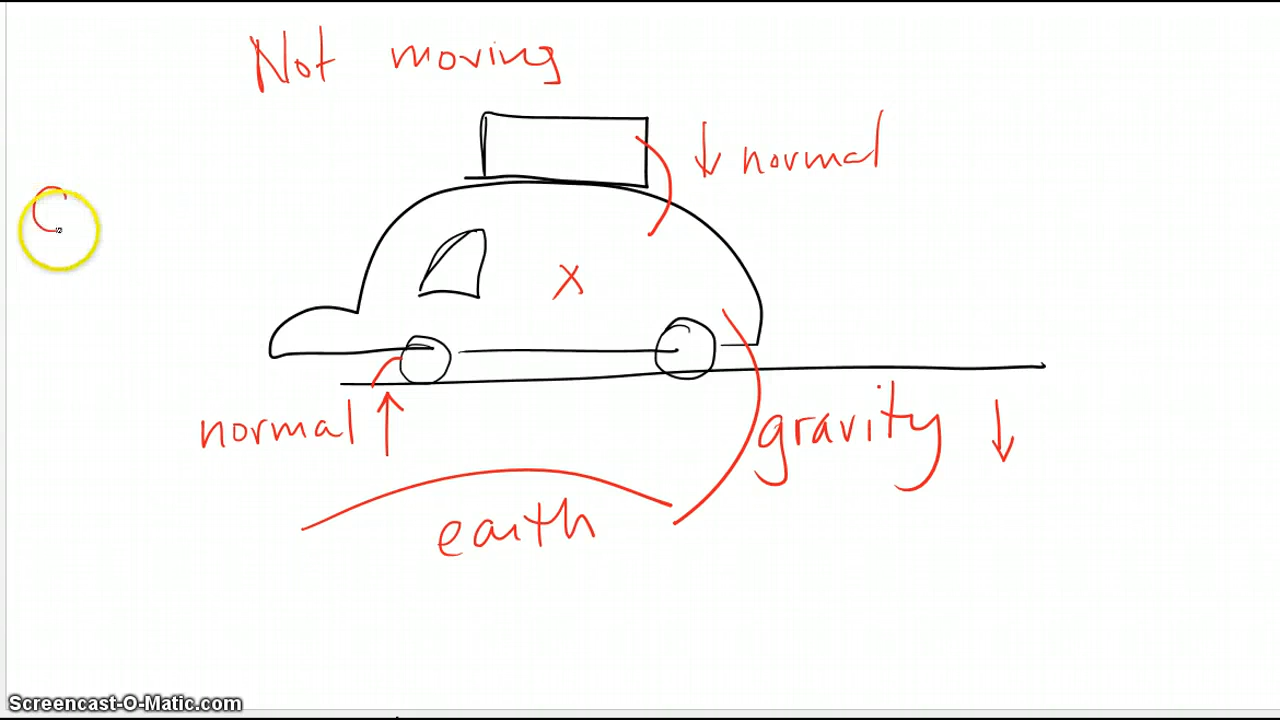 Not moving
↓ normal
x
normal ↑
gravity ↓
earth
Screencast-O-Matic.com